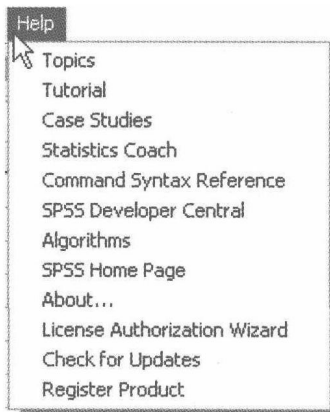 Help
Topics
Tutorial
Case Studies
Statistics Coach
Command Syntax Reference
SPSS Developer Central
Algorithms
SPSS Home Page
About...
License Authorization Wizard
Check for Updates
Register Product